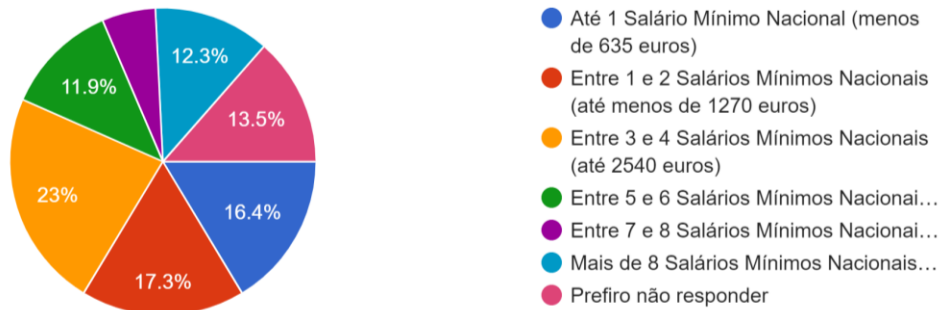 12.3%
11.9%
13.5%
23%
16.4%
17.3%
Até 1 Salário Mínimo Nacional (menos
de 635 euros)
Entre 1 e 2 Salários Mínimos Nacionais
(até menos de 1270 euros)
Entre 3 e 4 Salários Mínimos Nacionais
(até 2540 euros)
Entre 5 e 6 Salários Mínimos Nacionai...
Entre 7 e 8 Salários Mínimos Nacionai...
Mais de 8 Salários Mínimos Nacionais...
Prefiro não responder